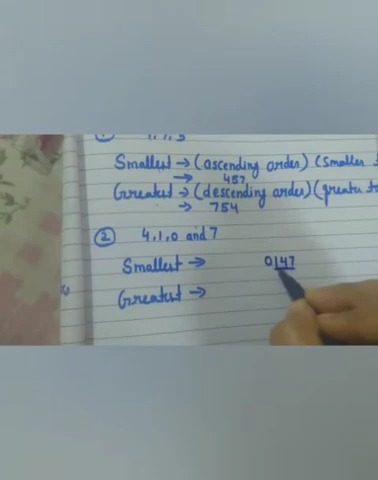 Smallest → (ascending order) (Smaller
→ 457
Greatest → (descending order) (greater
→ 754
② 4, 1, 0 and 7
Smallest → 0147
Greatest →